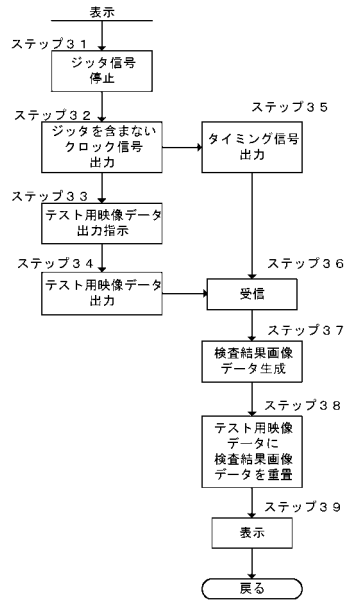 表示
ステップ31
ジッタ信号
停止
ステップ32
ジッタを含まない
クロック信号
出力
ステップ33
テスト用映像データ
出力指示
ステップ34
テスト用映像データ
出力
ステップ35
タイミング信号
出力
ステップ36
受信
ステップ37
検査結果画像
データ生成
ステップ38
テスト用映像
データに
検査結果画像
データを重畳
ステップ39
表示
戻る